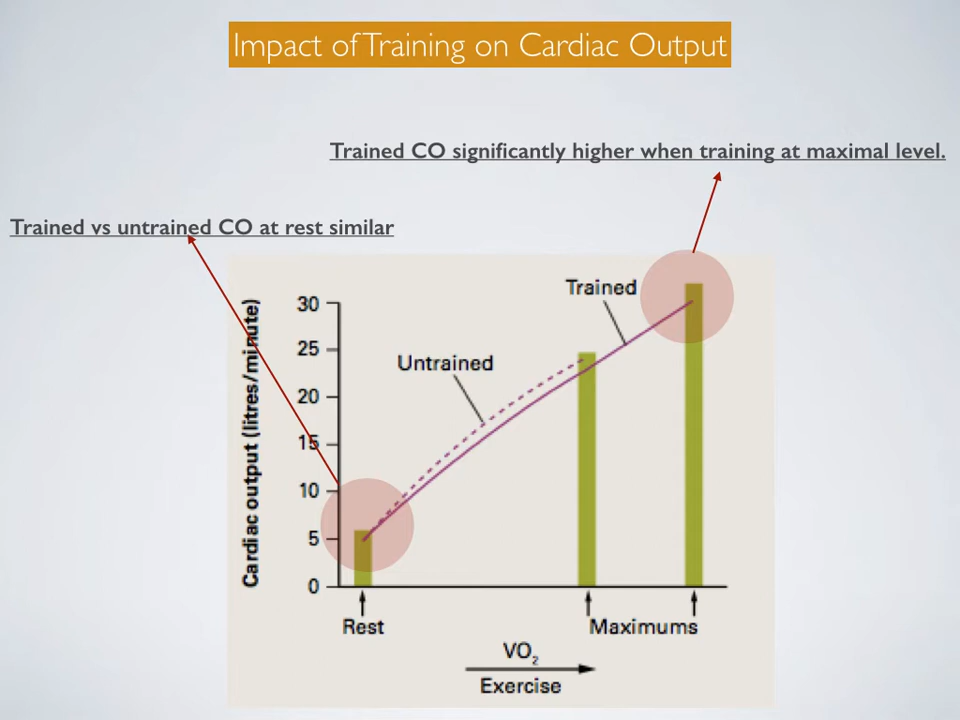 Impact of Training on Cardiac Output
Trained CO significantly higher when training at maximal level.
Trained vs untrained CO at rest similar
Cardiac output (litres/minute)
30
25
20
15
10
5
0
Trained
Untrained
Rest
Maximums
VO₂
Exercise